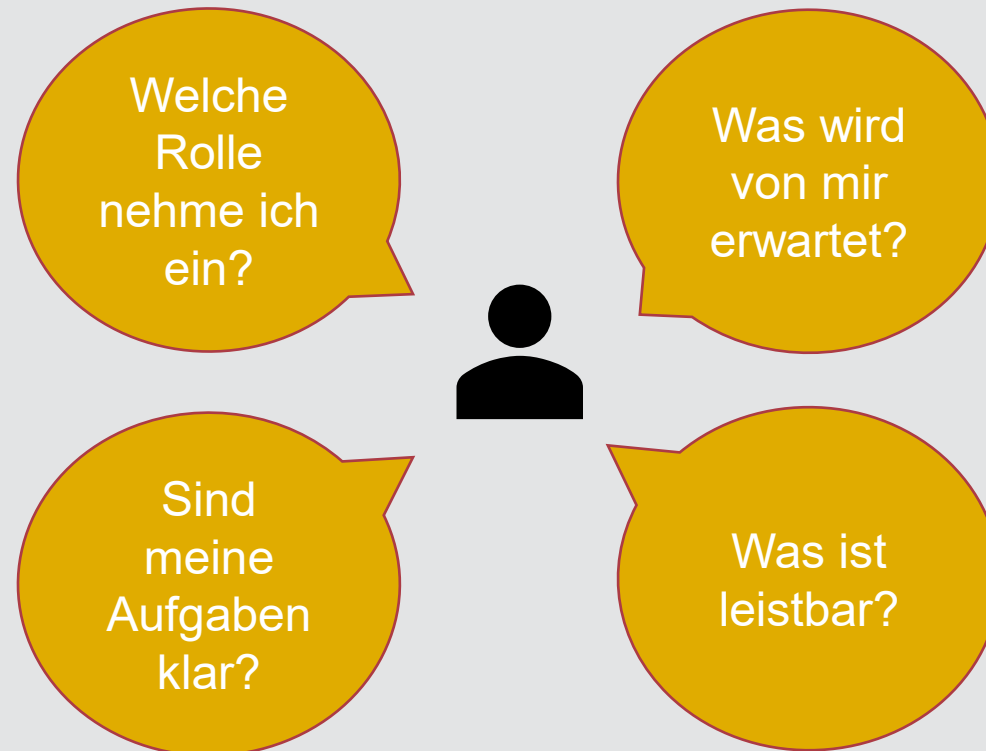 Welche
Rolle
nehme ich
ein?
Was wird
von mir
erwartet?
Sind
meine
Aufgaben
klar?
Was ist
leistbar?